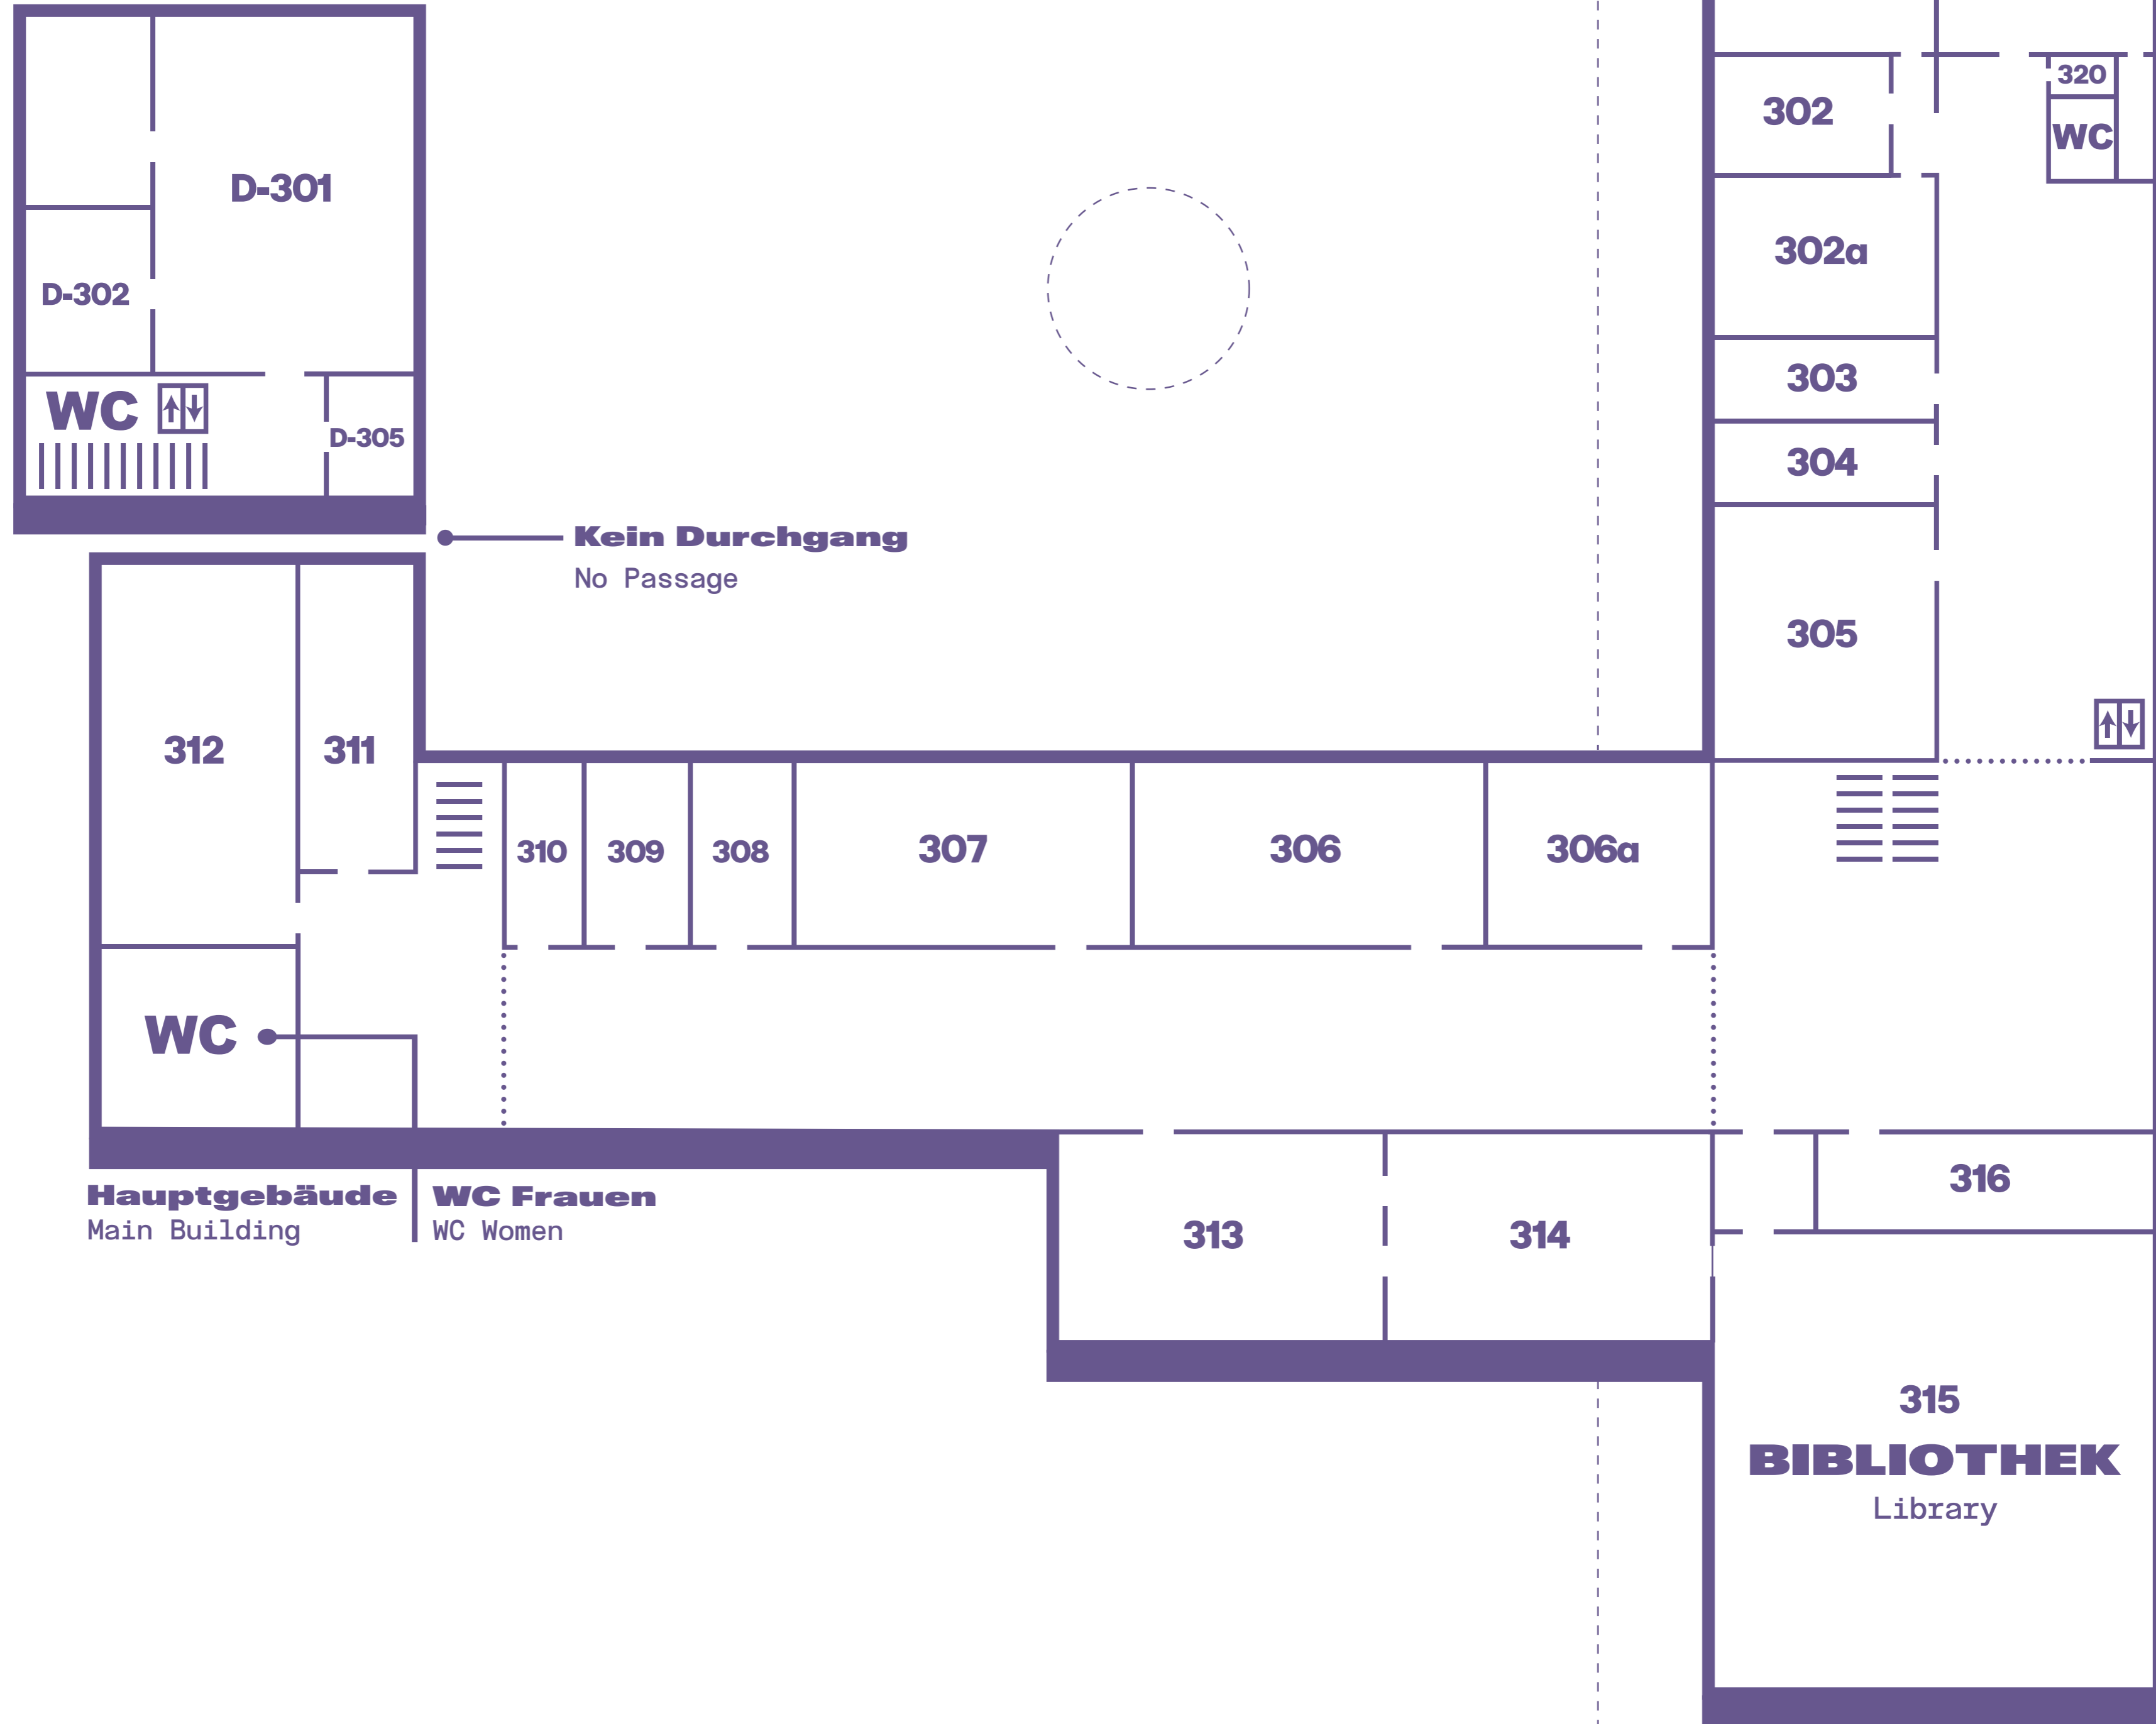 320
302
WC
D-301
302a
D-302
303
WC
D-305
304
Kein Durchgang
No Passage
305
312
311
310
309
308
307
306
306a
WC
316
Hauptgebäude
Main Building
WC Frauen
WC Women
313
314
315
BIBLIOTHEK
Library